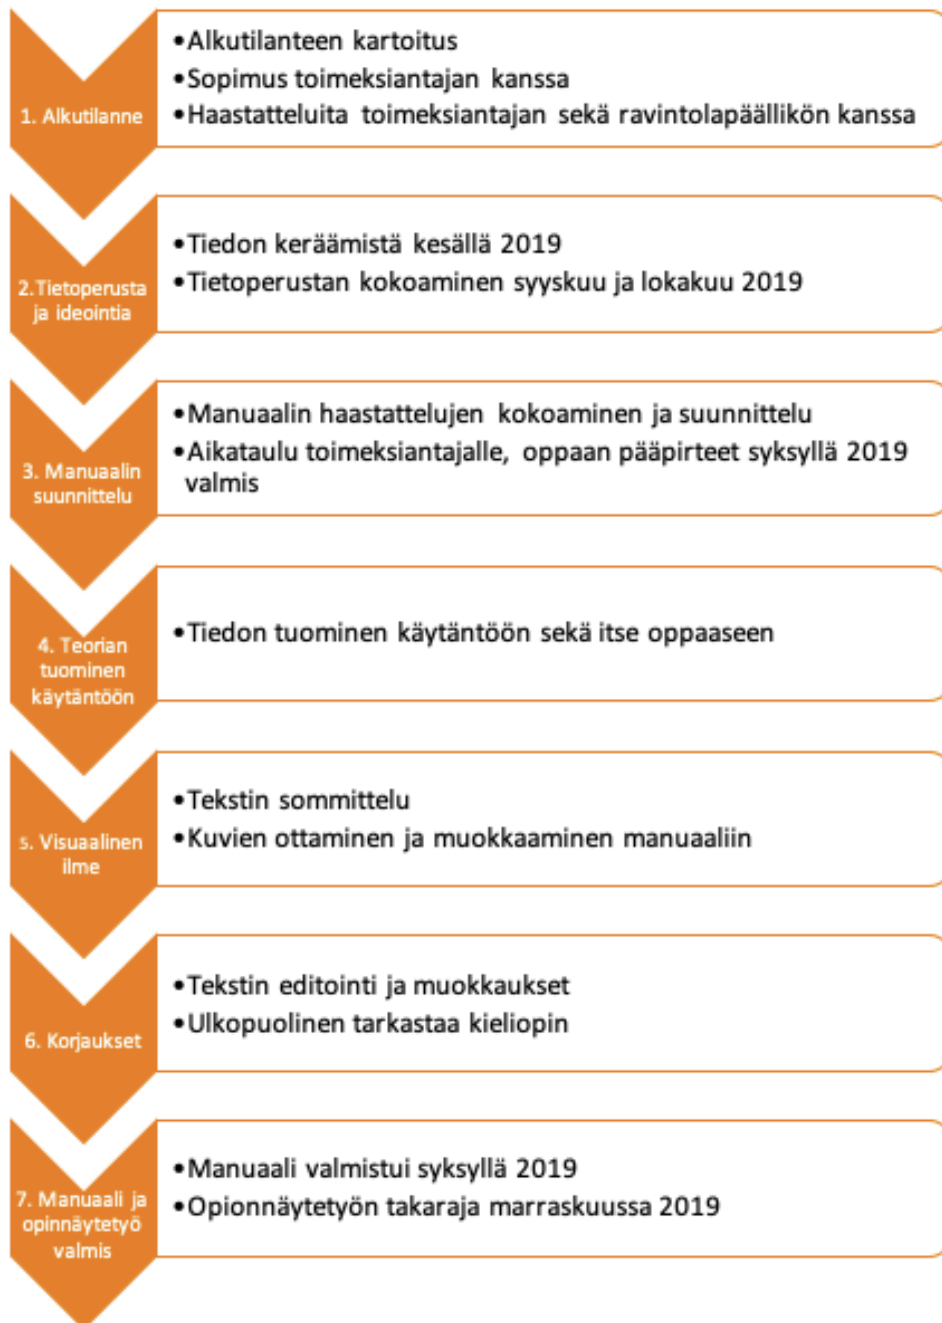 1. Alkutilanne
•Alkutilanteen kartoitus
•Sopimus toimeksiantajan kanssa
•Haastatteluita toimeksiantajan sekä ravintolapäällikön kanssa
2.Tietoperusta
ja ideointia
•Tiedon keräämistä kesällä 2019
•Tietoperustan kokoaminen syyskuu ja lokakuu 2019
3. Manuaalin
suunnittelu
•Manuaalin haastattelujen kokoaminen ja suunnittelu
•Aikataulu toimeksiantajalle, oppaan pääpirteet syksyllä 2019
valmis
4. Teorian
tuominen
käytäntöön
•Tiedon tuominen käytäntöön sekä itse oppaaseen
5. Visuaalinen
ilme
•Tekstin sommittelu
•Kuvien ottaminen ja muokkaaminen manuaaliin
6. Korjaukset
•Tekstin editointi ja muokkaukset
•Ulkopuolinen tarkastaa kieliopin
7. Manuaali ja
opinnäytetyö
valmis
•Manuaali valmistui syksyllä 2019
•Opionnäytetyön takaraja marraskuussa 2019